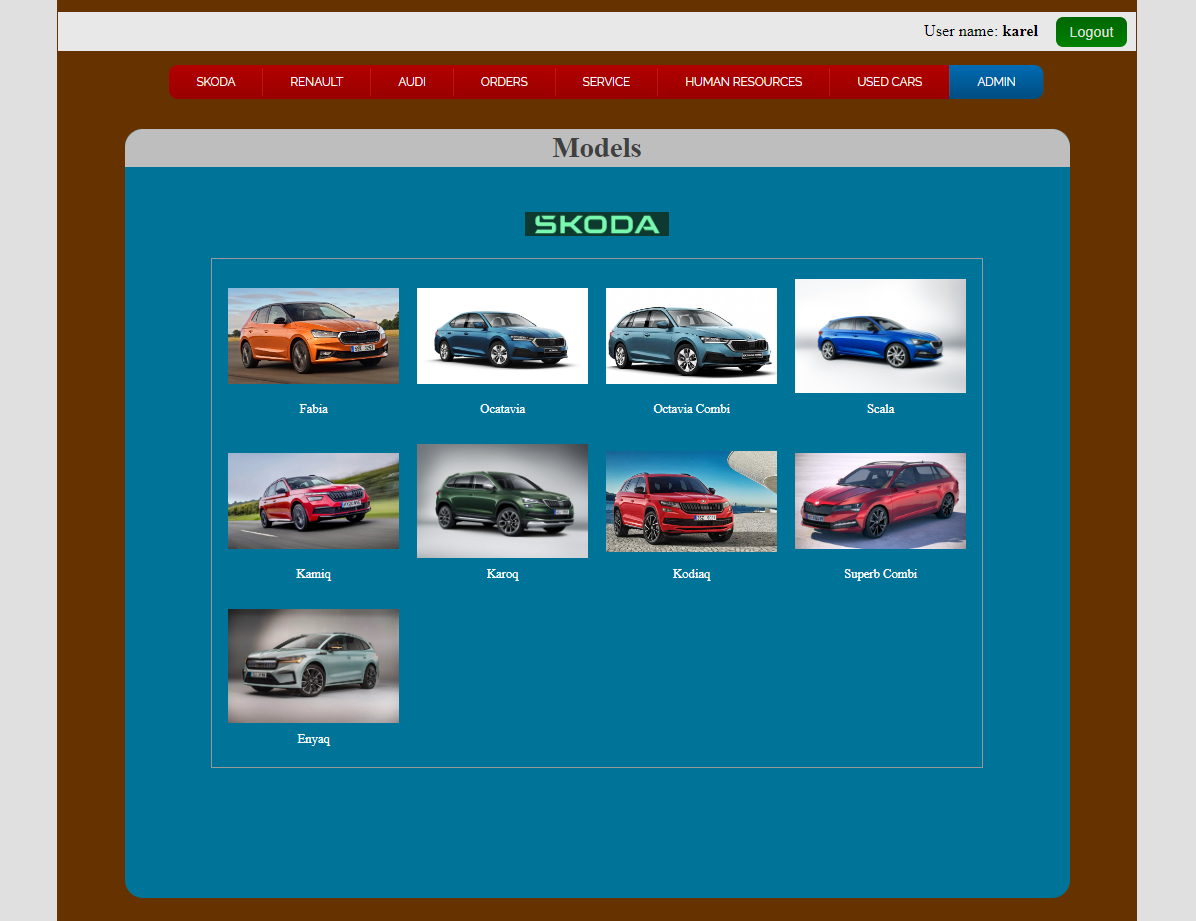 User name: karel Logout
SKODA RENAULT AUDI ORDERS SERVICE HUMAN RESOURCES USED CARS ADMIN
Models
SKODA
Fabia Ocatavia Octavia Combi Scala
Kamiq Karoq Kodiaq Superb Combi
Enyaq